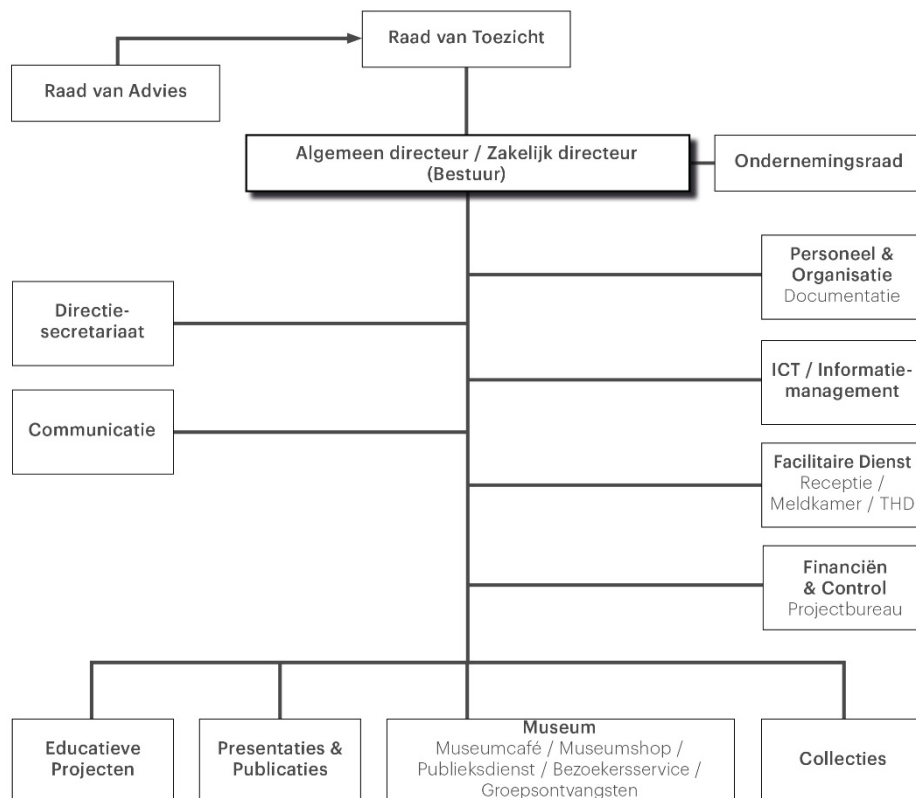 Raad van Toezicht
Raad van Advies
Algemeen directeur / Zakelijk directeur
(Bestuur)
Ondernemingsraad
Personeel &
Organisatie
Documentatie
Directie-
secretariaat
ICT / Informatie-
management
Communicatie
Facilitaire Dienst
Receptie /
Meldkamer / THD
Financiën
& Control
Projectbureau
Educatieve
Projecten
Presentaties &
Publicaties
Museum
Museumcafé / Museumshop /
Publieksdienst / Bezoekersservice /
Groepsontvangsten
Collecties